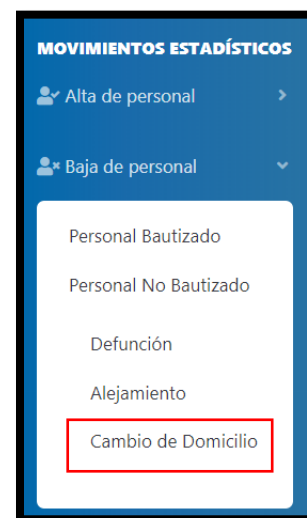 MOVIMIENTOS ESTADÍSTICOS
Alta de personal
Baja de personal
Personal Bautizado
Personal No Bautizado
Defunción
Alejamiento
Cambio de Domicilio